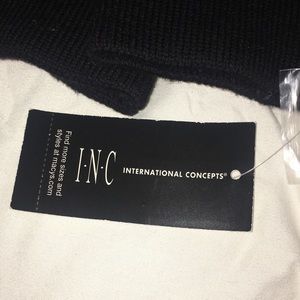 Find more sizes and
styles at macys.com
I·N·C INTERNATIONAL CONCEPTS®